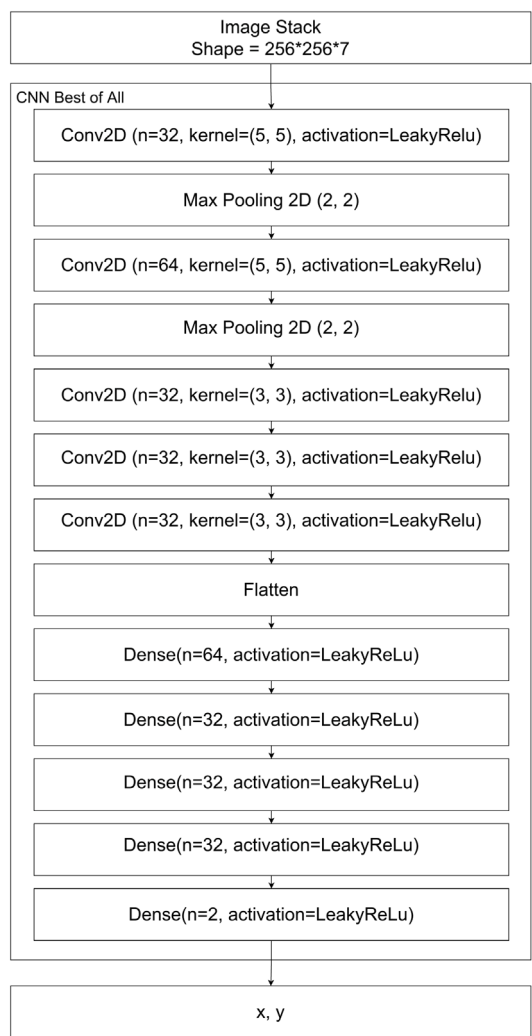 Image Stack
Shape = 256*256*7
CNN Best of All
Conv2D (n=32, kernel=(5, 5), activation=LeakyRelu)
Max Pooling 2D (2, 2)
Conv2D (n=64, kernel=(5, 5), activation=LeakyRelu)
Max Pooling 2D (2, 2)
Conv2D (n=32, kernel=(3, 3), activation=LeakyRelu)
Conv2D (n=32, kernel=(3, 3), activation=LeakyRelu)
Conv2D (n=32, kernel=(3, 3), activation=LeakyRelu)
Flatten
Dense(n=64, activation=LeakyReLu)
Dense(n=32, activation=LeakyReLu)
Dense(n=32, activation=LeakyReLu)
Dense(n=32, activation=LeakyReLu)
Dense(n=2, activation=LeakyReLu)
x, y